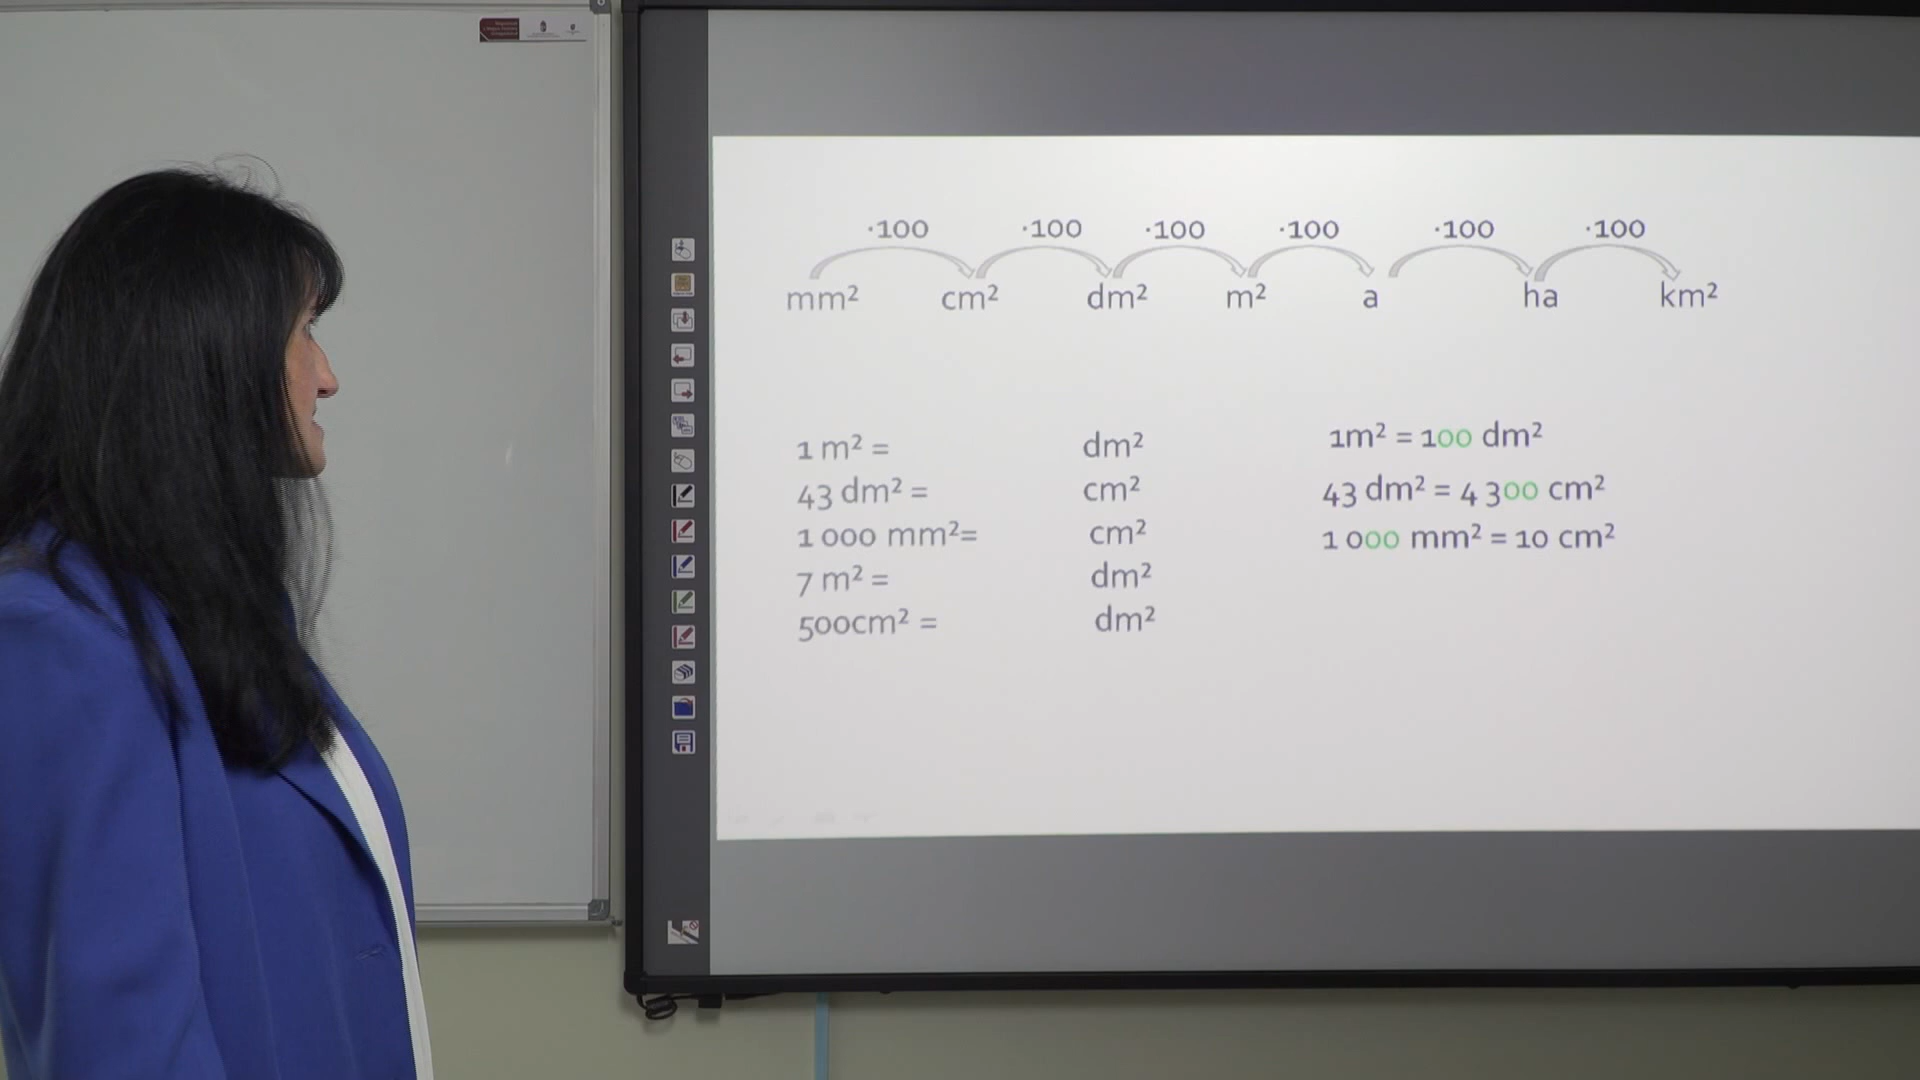 ·100 ·100 ·100 ·100 ·100 ·100
mm² cm² dm² m² a ha km²
1 m² = dm²
43 dm² = cm²
1 000 mm²= cm²
7 m² = dm²
500cm² = dm²
1m² = 100 dm²
43 dm² = 4 300 cm²
1 000 mm² = 10 cm²